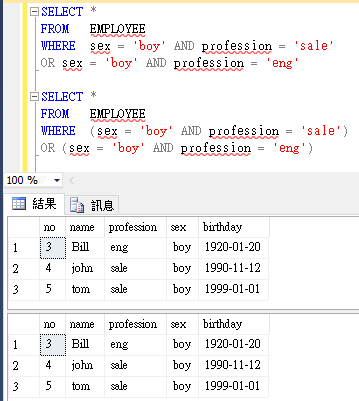 SELECT *
FROM EMPLOYEE
WHERE sex = 'boy' AND profession = 'sale'
OR sex = 'boy' AND profession = 'eng'
SELECT *
FROM EMPLOYEE
WHERE (sex = 'boy' AND profession = 'sale')
OR (sex = 'boy' AND profession = 'eng')
100 %
結果 訊息
no name profession sex birthday
1 3 Bill eng boy 1920-01-20
2 4 john sale boy 1990-11-12
3 5 tom sale boy 1999-01-01
no name profession sex birthday
1 3 Bill eng boy 1920-01-20
2 4 john sale boy 1990-11-12
3 5 tom sale boy 1999-01-01